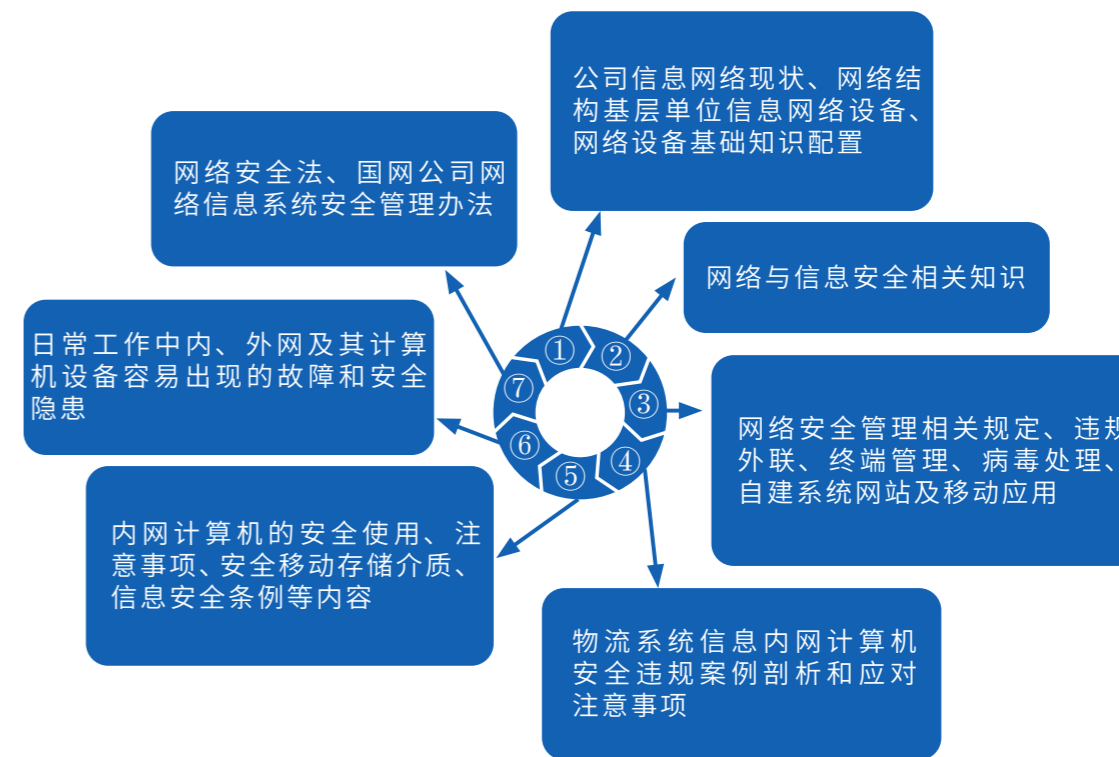 公司信息网络现状、网络结
构基层单位信息网络设备、
网络设备基础知识配置
网络安全法、国网公司网
络信息系统安全管理办法
网络与信息安全相关知识
日常工作中内、外网及其计算
机设备容易出现的故障和安全
隐患
①
②
③
④
⑤
⑥
⑦
网络安全管理相关规定、违规
外联、终端管理、病毒处理、
自建系统网站及移动应用
内网计算机的安全使用、注
意事项、安全移动存储介质、
信息安全条例等内容
物流系统信息内网计算机
安全违规案例剖析和应对
注意事项